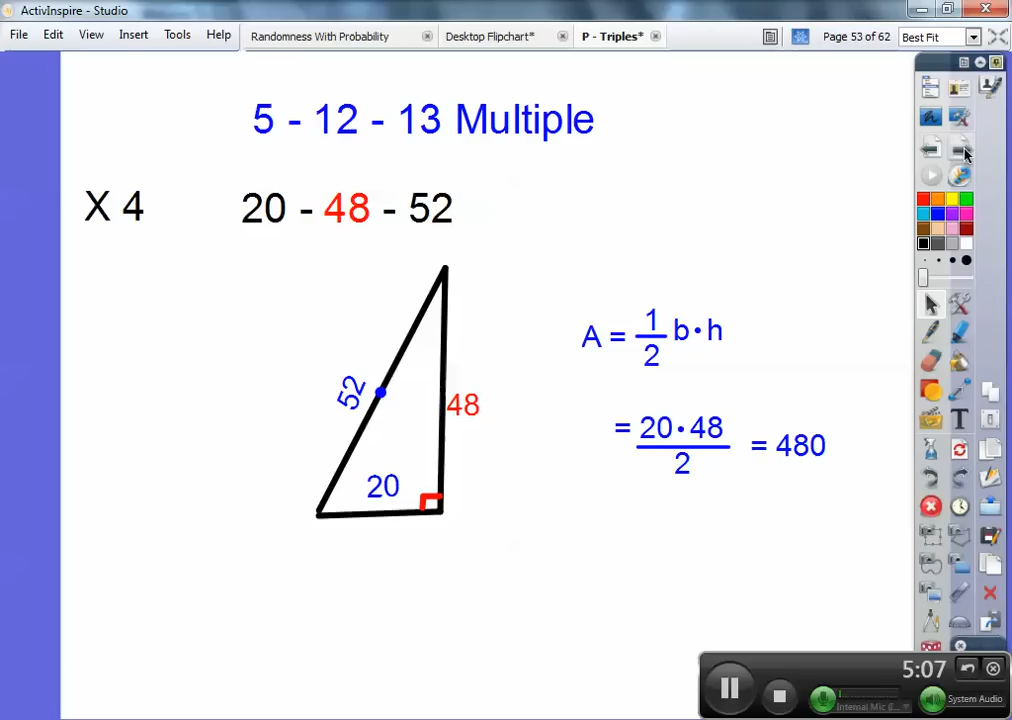 ActivInspire - Studio
File Edit View Insert Tools Help
Randomness With Probability
Desktop Flipchart*
P - Triples*
Page 53 of 62
Best Fit
5 - 12 - 13 Multiple
X 4 20 - 48 - 52
52
48
20
A = 1/2 b·h
= 20·48/2 = 480
5:07
Internal Mic (I...
System Audio